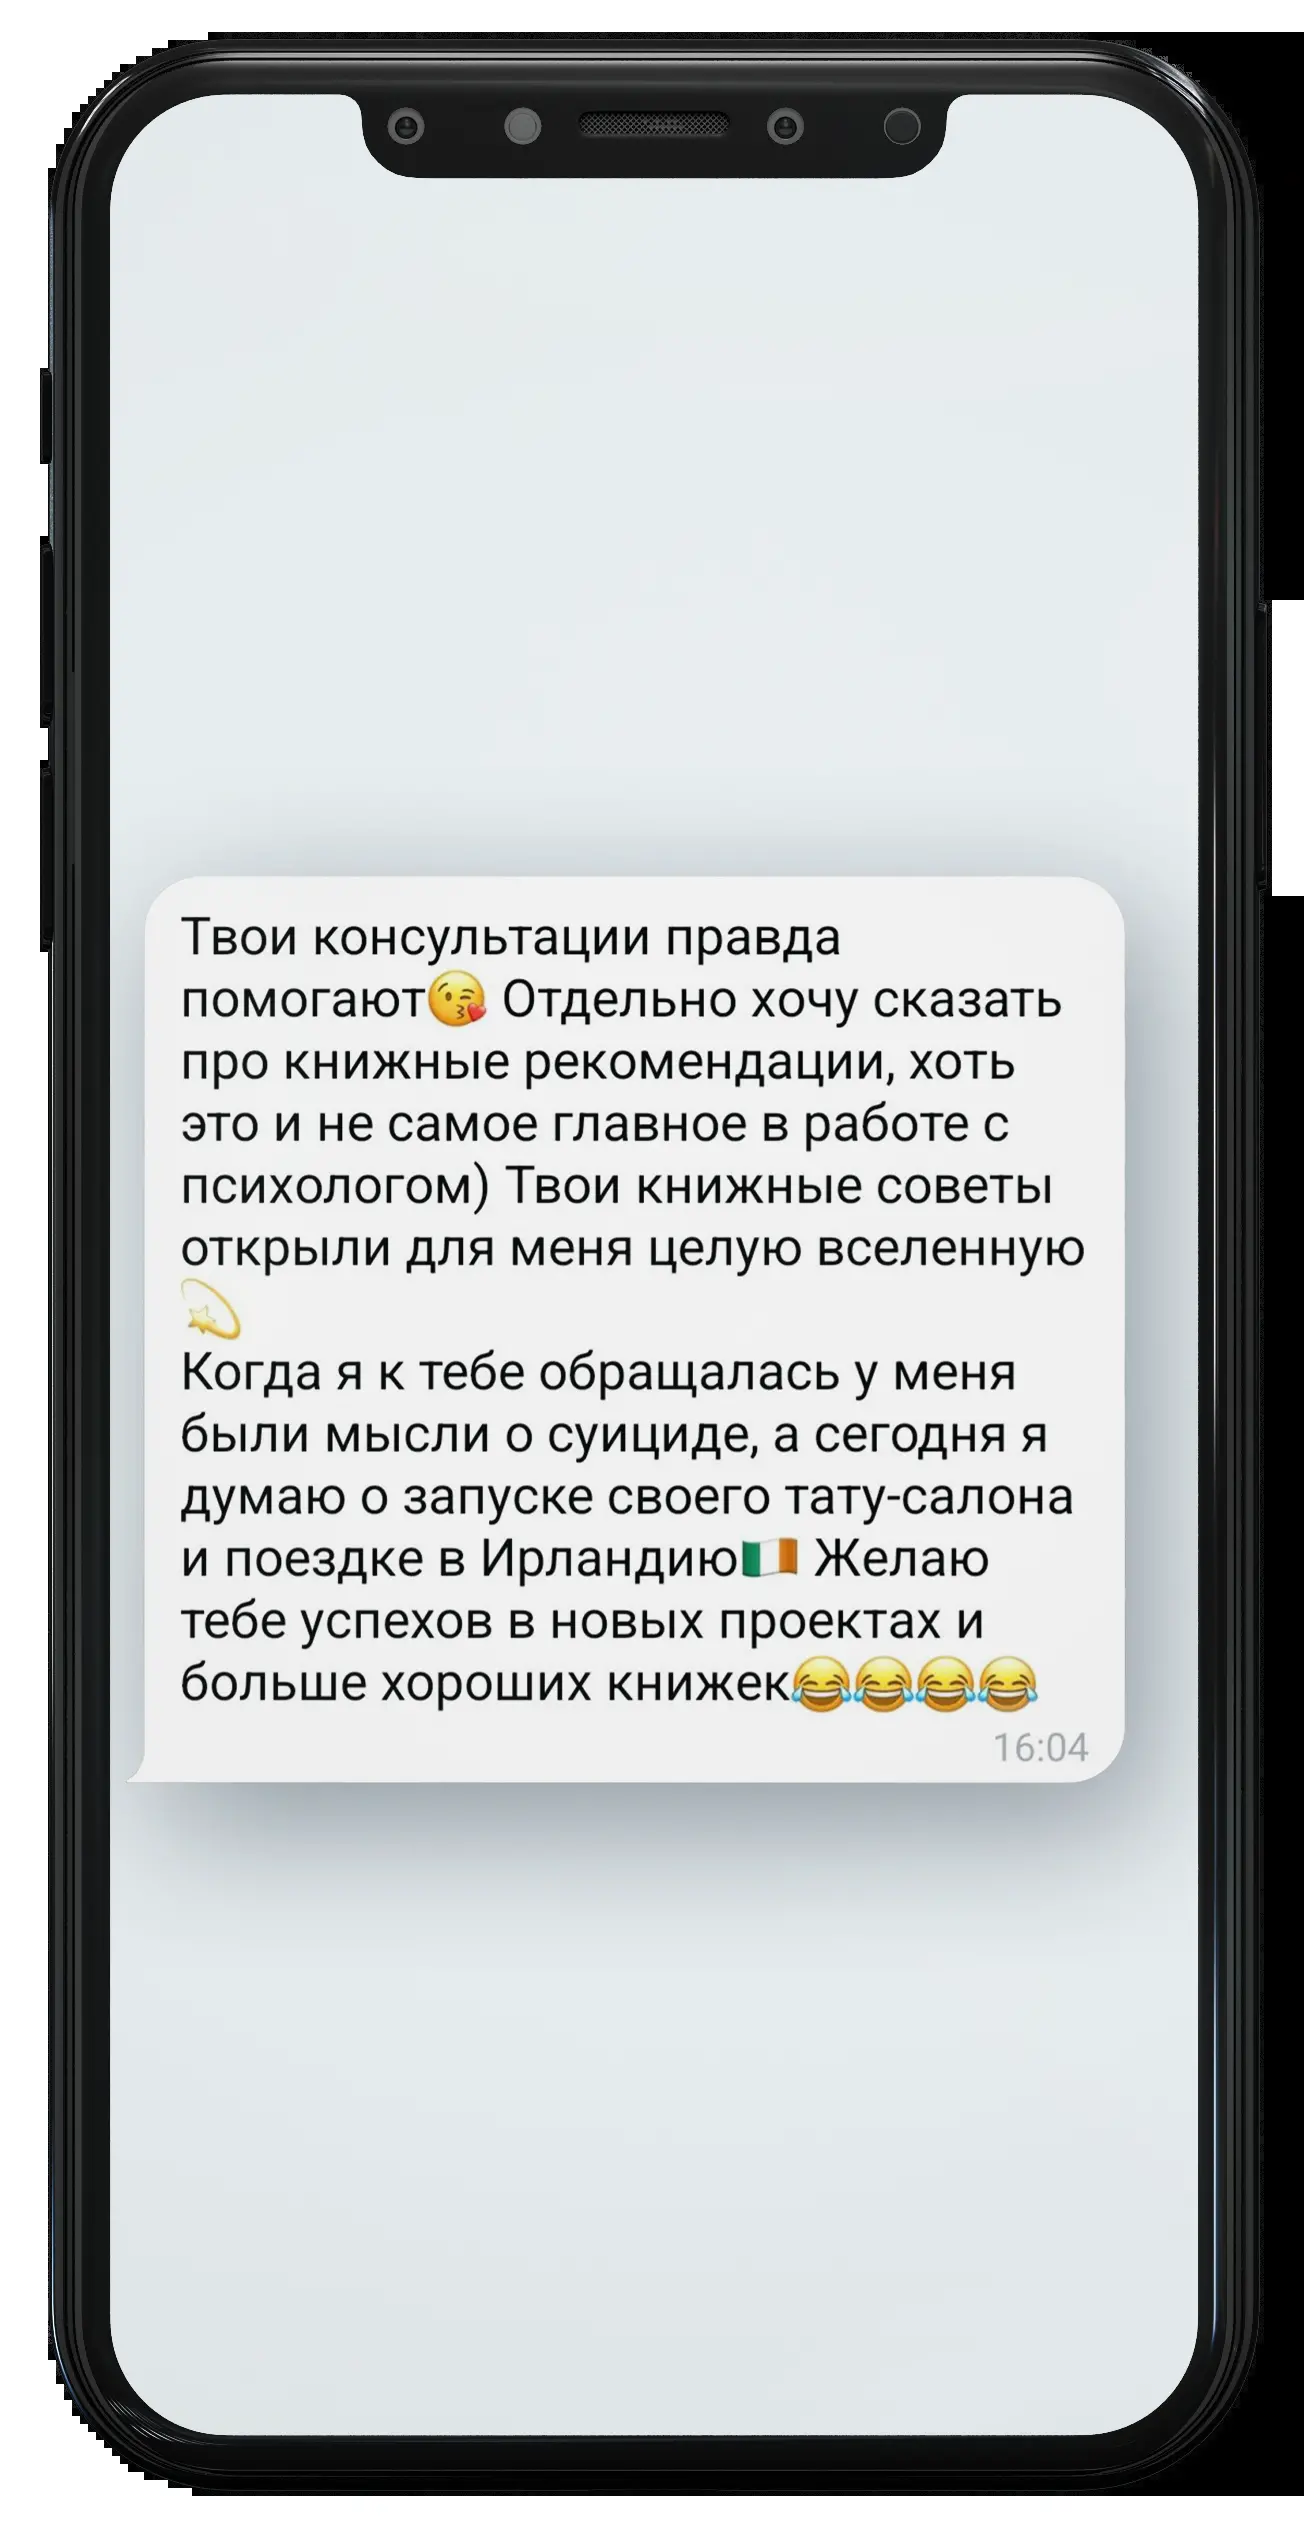 Твои консультации правда
помогают😘 Отдельно хочу сказать
про книжные рекомендации, хоть
это и не самое главное в работе с
психологом) Твои книжные советы
открыли для меня целую вселенную
💫
Когда я к тебе обращалась у меня
были мысли о суициде, а сегодня я
думаю о запуске своего тату-салона
и поездке в Ирландию🇮🇪 Желаю
тебе успехов в новых проектах и
больше хороших книжек😂😂😂😂
16:04